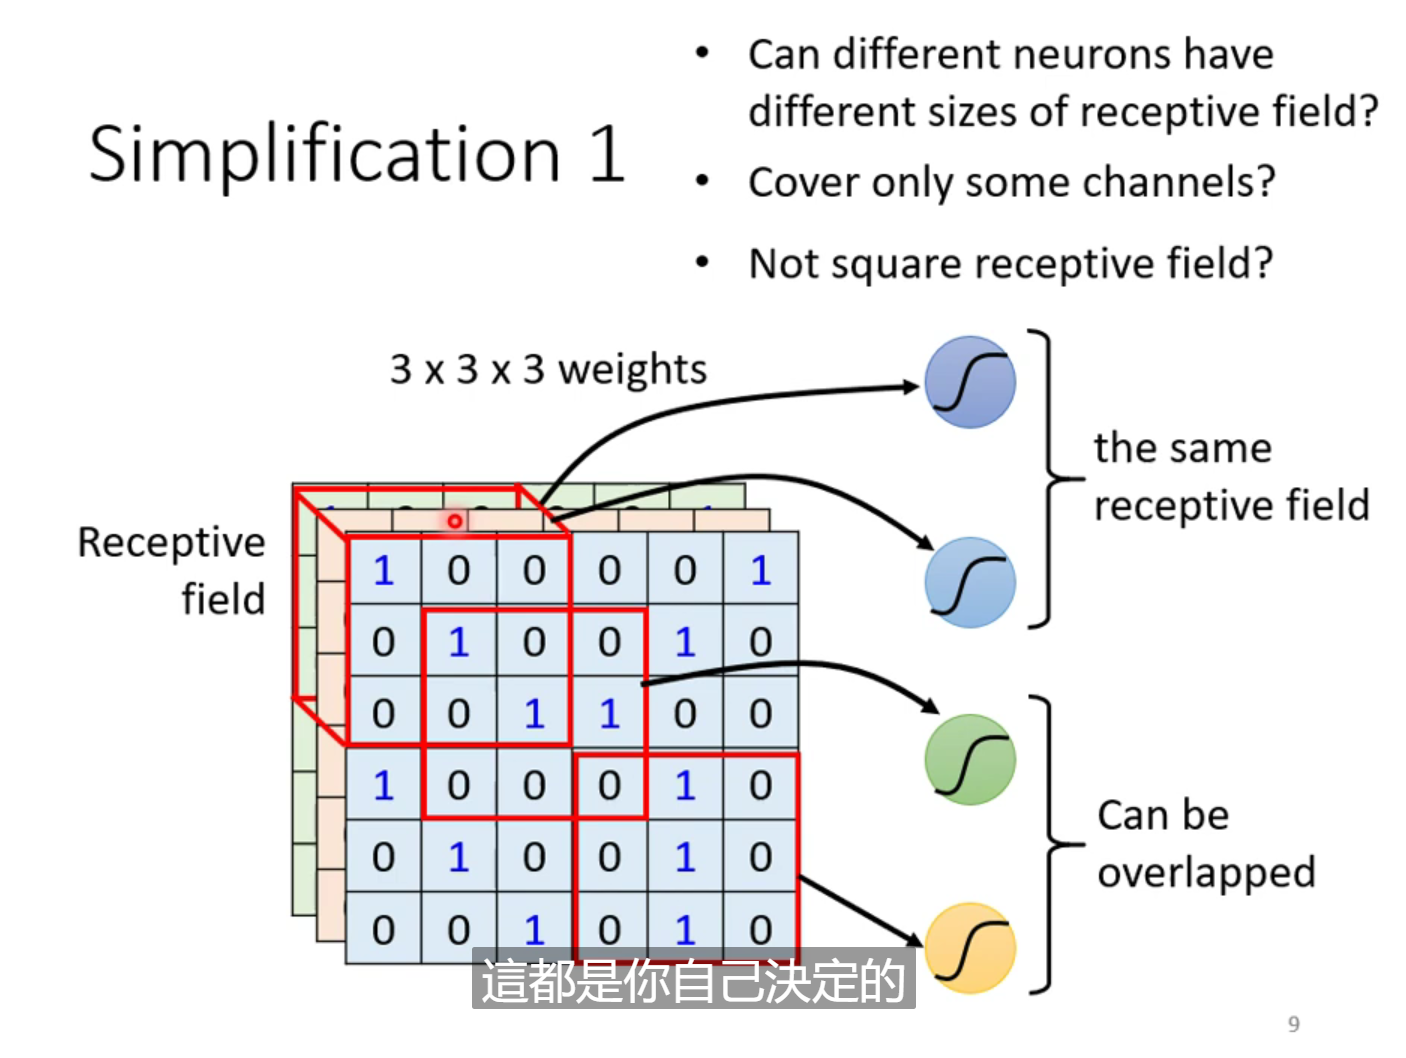 Simplification 1
• Can different neurons have
different sizes of receptive field?
• Cover only some channels?
• Not square receptive field?
3 x 3 x 3 weights
the same
receptive field
Receptive
field
1 0 0 0 0 1
0 1 0 0 1 0
0 0 1 1 0 0
1 0 0 0 1 0
0 1 0 0 1 0
0 0 1 0 1 0
Can be
overlapped
這都是你自己決定的
9